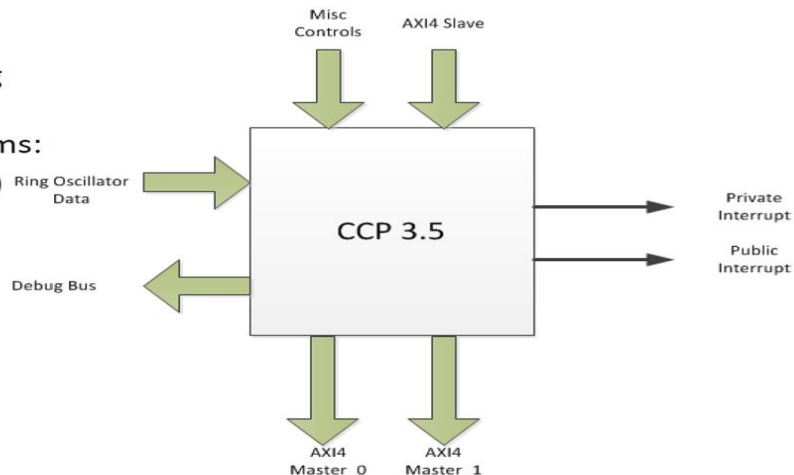 Misc
Controls
AXI4 Slave
ms:
Ring Oscillator
Data
CCP 3.5
Private
Interrupt
Public
Interrupt
Debug Bus
AXI4
Master 0
AXI4
Master 1